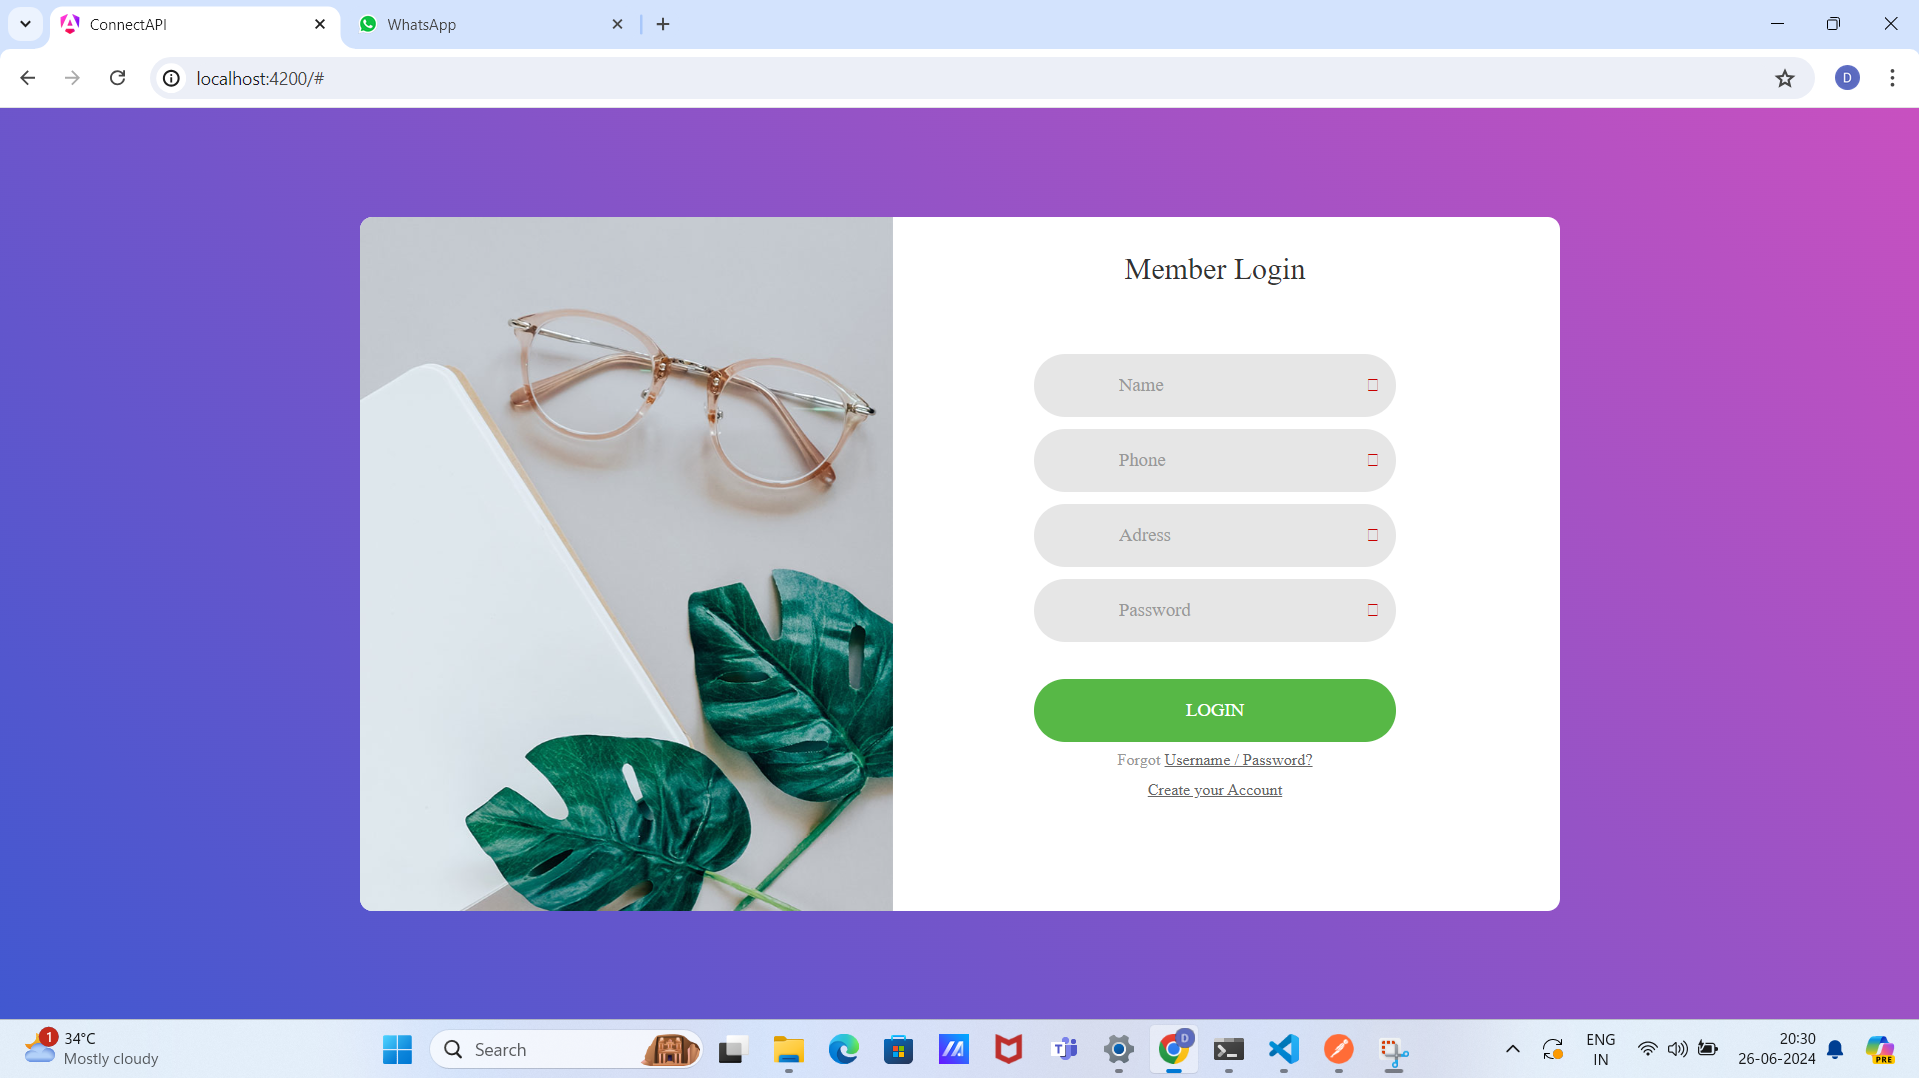 ConnectAPI
WhatsApp
localhost:4200/#
D
Member Login
Name
Phone
Adress
Password
LOGIN
Forgot Username / Password?
Create your Account
1
34°C
Mostly cloudy
Search
D
ENG
IN
20:30
26-06-2024
PRE